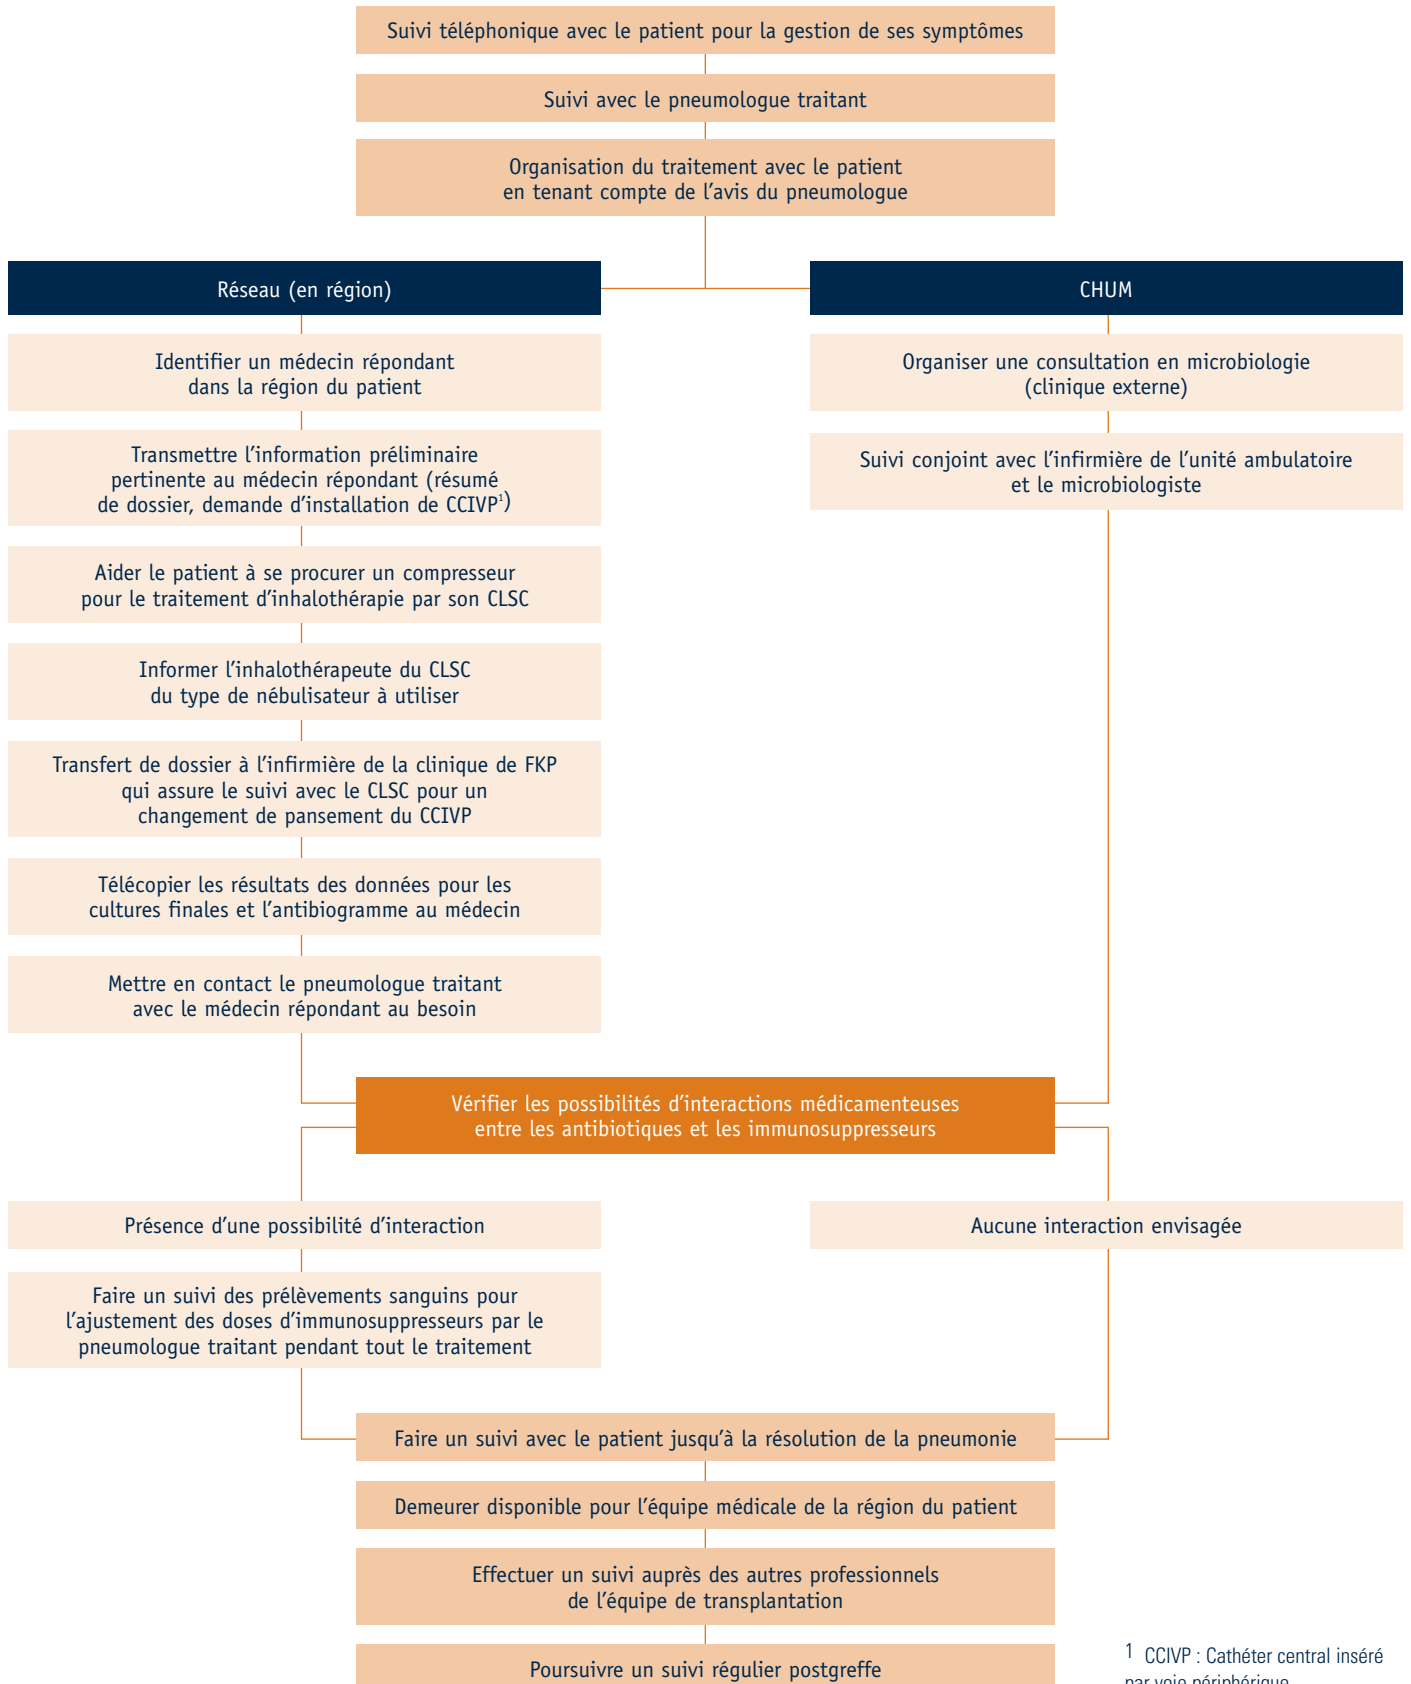 Suivi téléphonique avec le patient pour la gestion de ses symptômes
Suivi avec le pneumologue traitant
Organisation du traitement avec le patient
en tenant compte de l’avis du pneumologue
Réseau (en région)
Identifier un médecin répondant
dans la région du patient
Transmettre l’information préliminaire
pertinente au médecin répondant (résumé
de dossier, demande d’installation de CCIVP¹)
Aider le patient à se procurer un compresseur
pour le traitement d’inhalothérapie par son CLSC
Informer l’inhalothérapeute du CLSC
du type de nébulisateur à utiliser
Transfert de dossier à l’infirmière de la clinique de FKP
qui assure le suivi avec le CLSC pour un
changement de pansement du CCIVP
Télécopier les résultats des données pour les
cultures finales et l’antibiogramme au médecin
Mettre en contact le pneumologue traitant
avec le médecin répondant au besoin
CHUM
Organiser une consultation en microbiologie
(clinique externe)
Suivi conjoint avec l’infirmière de l’unité ambulatoire
et le microbiologiste
Vérifier les possibilités d’interactions médicamenteuses
entre les antibiotiques et les immunosuppresseurs
Présence d’une possibilité d’interaction
Faire un suivi des prélèvements sanguins pour
l’ajustement des doses d’immunosuppresseurs par le
pneumologue traitant pendant tout le traitement
Aucune interaction envisagée
Faire un suivi avec le patient jusqu’à la résolution de la pneumonie
Demeurer disponible pour l’équipe médicale de la région du patient
Effectuer un suivi auprès des autres professionnels
de l’équipe de transplantation
Poursuivre un suivi régulier postgreffe
1 CCIVP : Cathéter central inséré
par voie périphérique